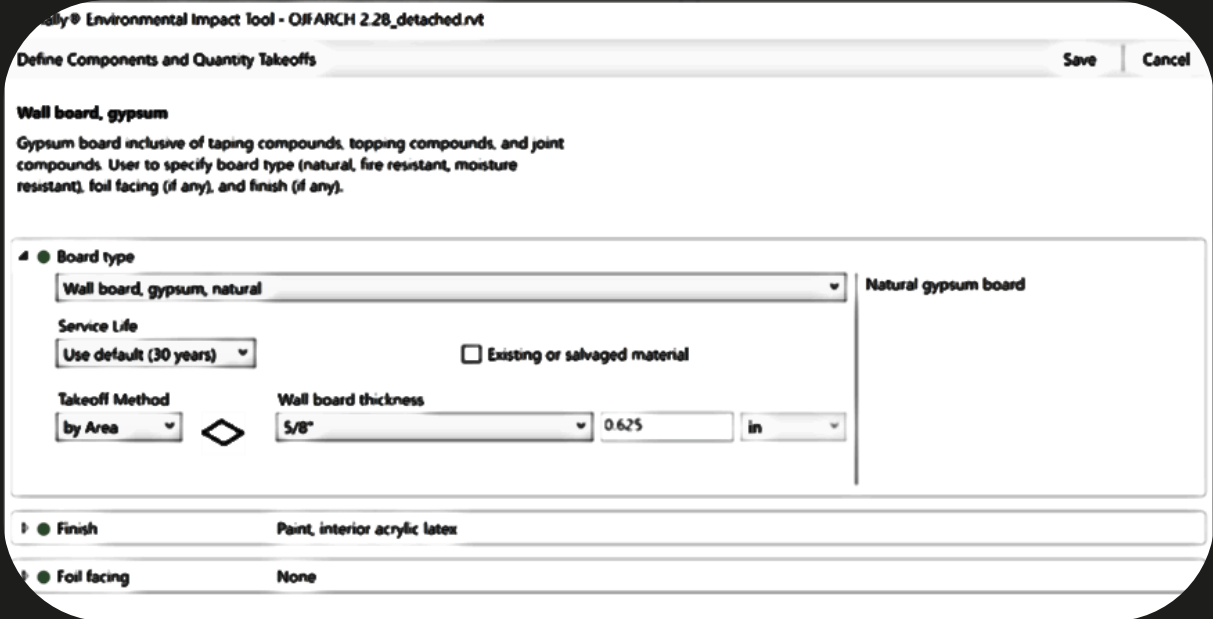 Environmental Impact Tool - OJFARCH 2.28_detached.rvt
Define Components and Quantity Takeoffs
Save
Cancel
Wall board, gypsum
Gypsum board inclusive of taping compounds, topping compounds, and joint
compounds. User to specify board type (natural, fire resistant, moisture
resistant), foil facing (if any), and finish (if any).
Board type
Wall board, gypsum, natural
Natural gypsum board
Service Life
Use default (30 years)
Existing or salvaged material
Takeoff Method
Wall board thickness
by Area
5/8"
0.625
in
Finish
Paint, interior acrylic latex
Foil facing
None